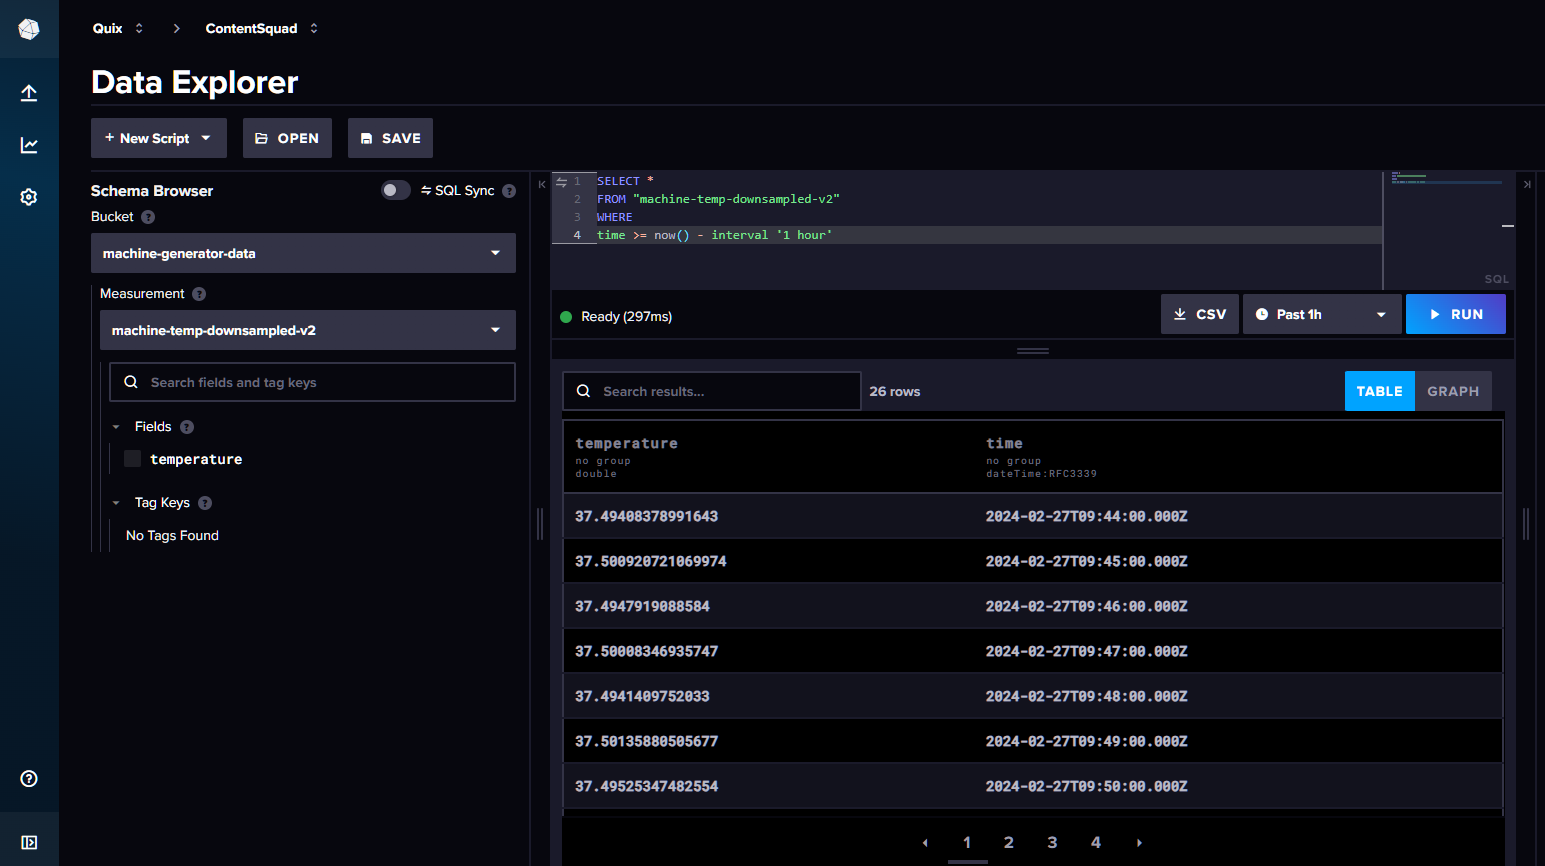 Quix ContentSquad
Data Explorer
+ New Script OPEN SAVE
Schema Browser SQL Sync ?
Bucket ?
machine-generator-data
Measurement ?
machine-temp-downsampled-v2
Search fields and tag keys
Fields ?
temperature
Tag Keys ?
No Tags Found
1 SELECT *
2 FROM "machine-temp-downsampled-v2"
3 WHERE
4 time >= now() - interval '1 hour'
SQL
Ready (297ms) CSV Past 1h RUN
Search results... 26 rows TABLE GRAPH
temperature time
no group no group
double dateTime:RFC3339
37.49408378991643 2024-02-27T09:44:00.000Z
37.500920721069974 2024-02-27T09:45:00.000Z
37.4947919088584 2024-02-27T09:46:00.000Z
37.50008346935747 2024-02-27T09:47:00.000Z
37.4941409752033 2024-02-27T09:48:00.000Z
37.50135880505677 2024-02-27T09:49:00.000Z
37.49525347482554 2024-02-27T09:50:00.000Z
1 2 3 4
?